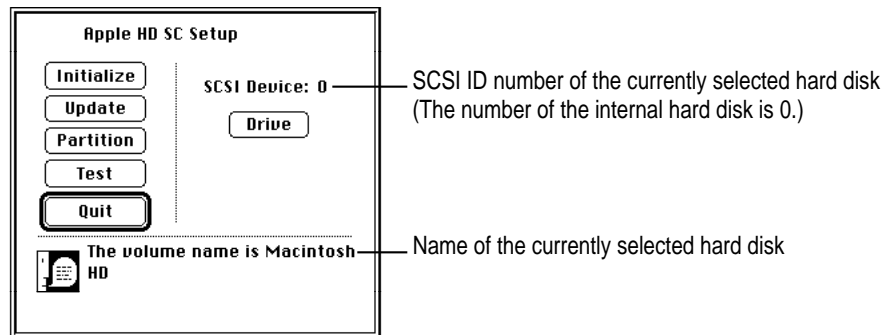 Apple HD SC Setup
Initialize
Update
Partition
Test
Quit
SCSI Device: 0
Drive
SCSI ID number of the currently selected hard disk
(The number of the internal hard disk is 0.)
The volume name is Macintosh
HD
Name of the currently selected hard disk